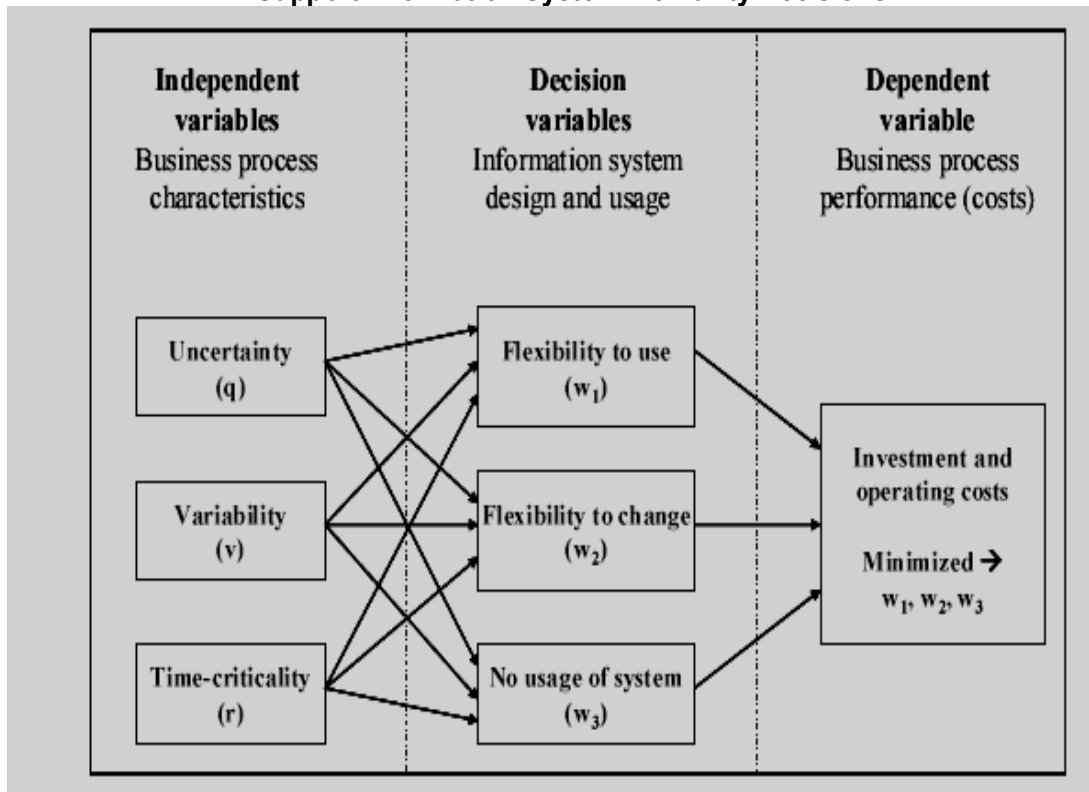 Independent
variables
Business process
characteristics
Decision
variables
Information system
design and usage
Dependent
variable
Business process
performance (costs)
Uncertainty
(q)
Variability
(v)
Time-criticality
(r)
Flexibility to use
(w₁)
Flexibility to change
(w₂)
No usage of system
(w₃)
Investment and
operating costs
Minimized →
w₁, w₂, w₃